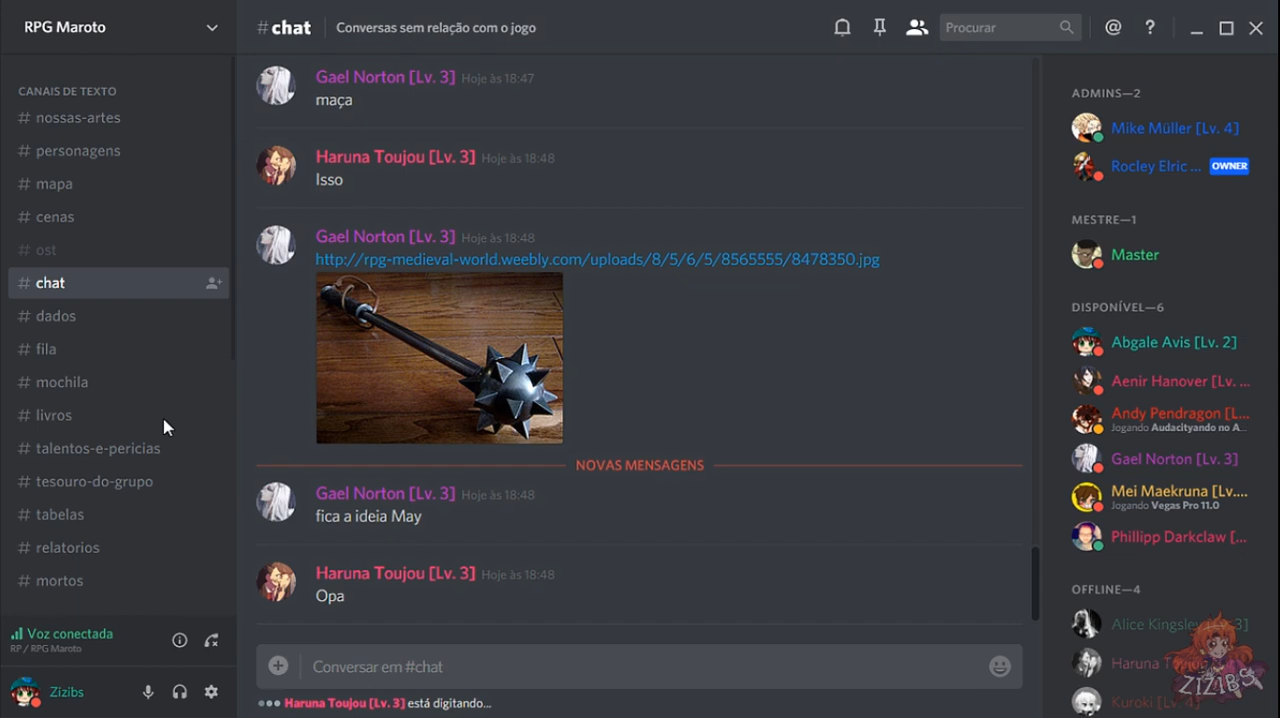 RPG Maroto
#chat
Conversas sem relação com o jogo
Procurar
CANAIS DE TEXTO
# nossas-artes
# personagens
# mapa
# cenas
# ost
# chat
# dados
# fila
# mochila
# livros
# talentos-e-pericias
# tesouro-do-grupo
# tabelas
# relatorios
# mortos
Voz conectada
RP / RPG Maroto
Zizibs
Gael Norton [Lv. 3] Hoje às 18:47
maça
Haruna Toujou [Lv. 3] Hoje às 18:48
Isso
Gael Norton [Lv. 3] Hoje às 18:48
http://rpg-medieval-world.weebly.com/uploads/8/5/6/5/8565555/8478350.jpg
NOVAS MENSAGENS
Gael Norton [Lv. 3] Hoje às 18:48
fica a ideia May
Haruna Toujou [Lv. 3] Hoje às 18:48
Opa
Conversar em #chat
Haruna Toujou [Lv. 3] está digitando...
ADMINS—2
Mike Müller [Lv. 4]
Rocley Elric ... OWNER
MESTRE—1
Master
DISPONÍVEL—6
Abgale Avis [Lv. 2]
Aenir Hanover [Lv. ...
Andy Pendragon [L...
Jogando Audacityando no A...
Gael Norton [Lv. 3]
Mei Maekruna [Lv....
Jogando Vegas Pro 11.0
Phillipp Darkclaw [...
OFFLINE—4
Alice Kingsley [Lv. 3]
Haruna
Kuroki [Lv. 4]
ZIZIBS